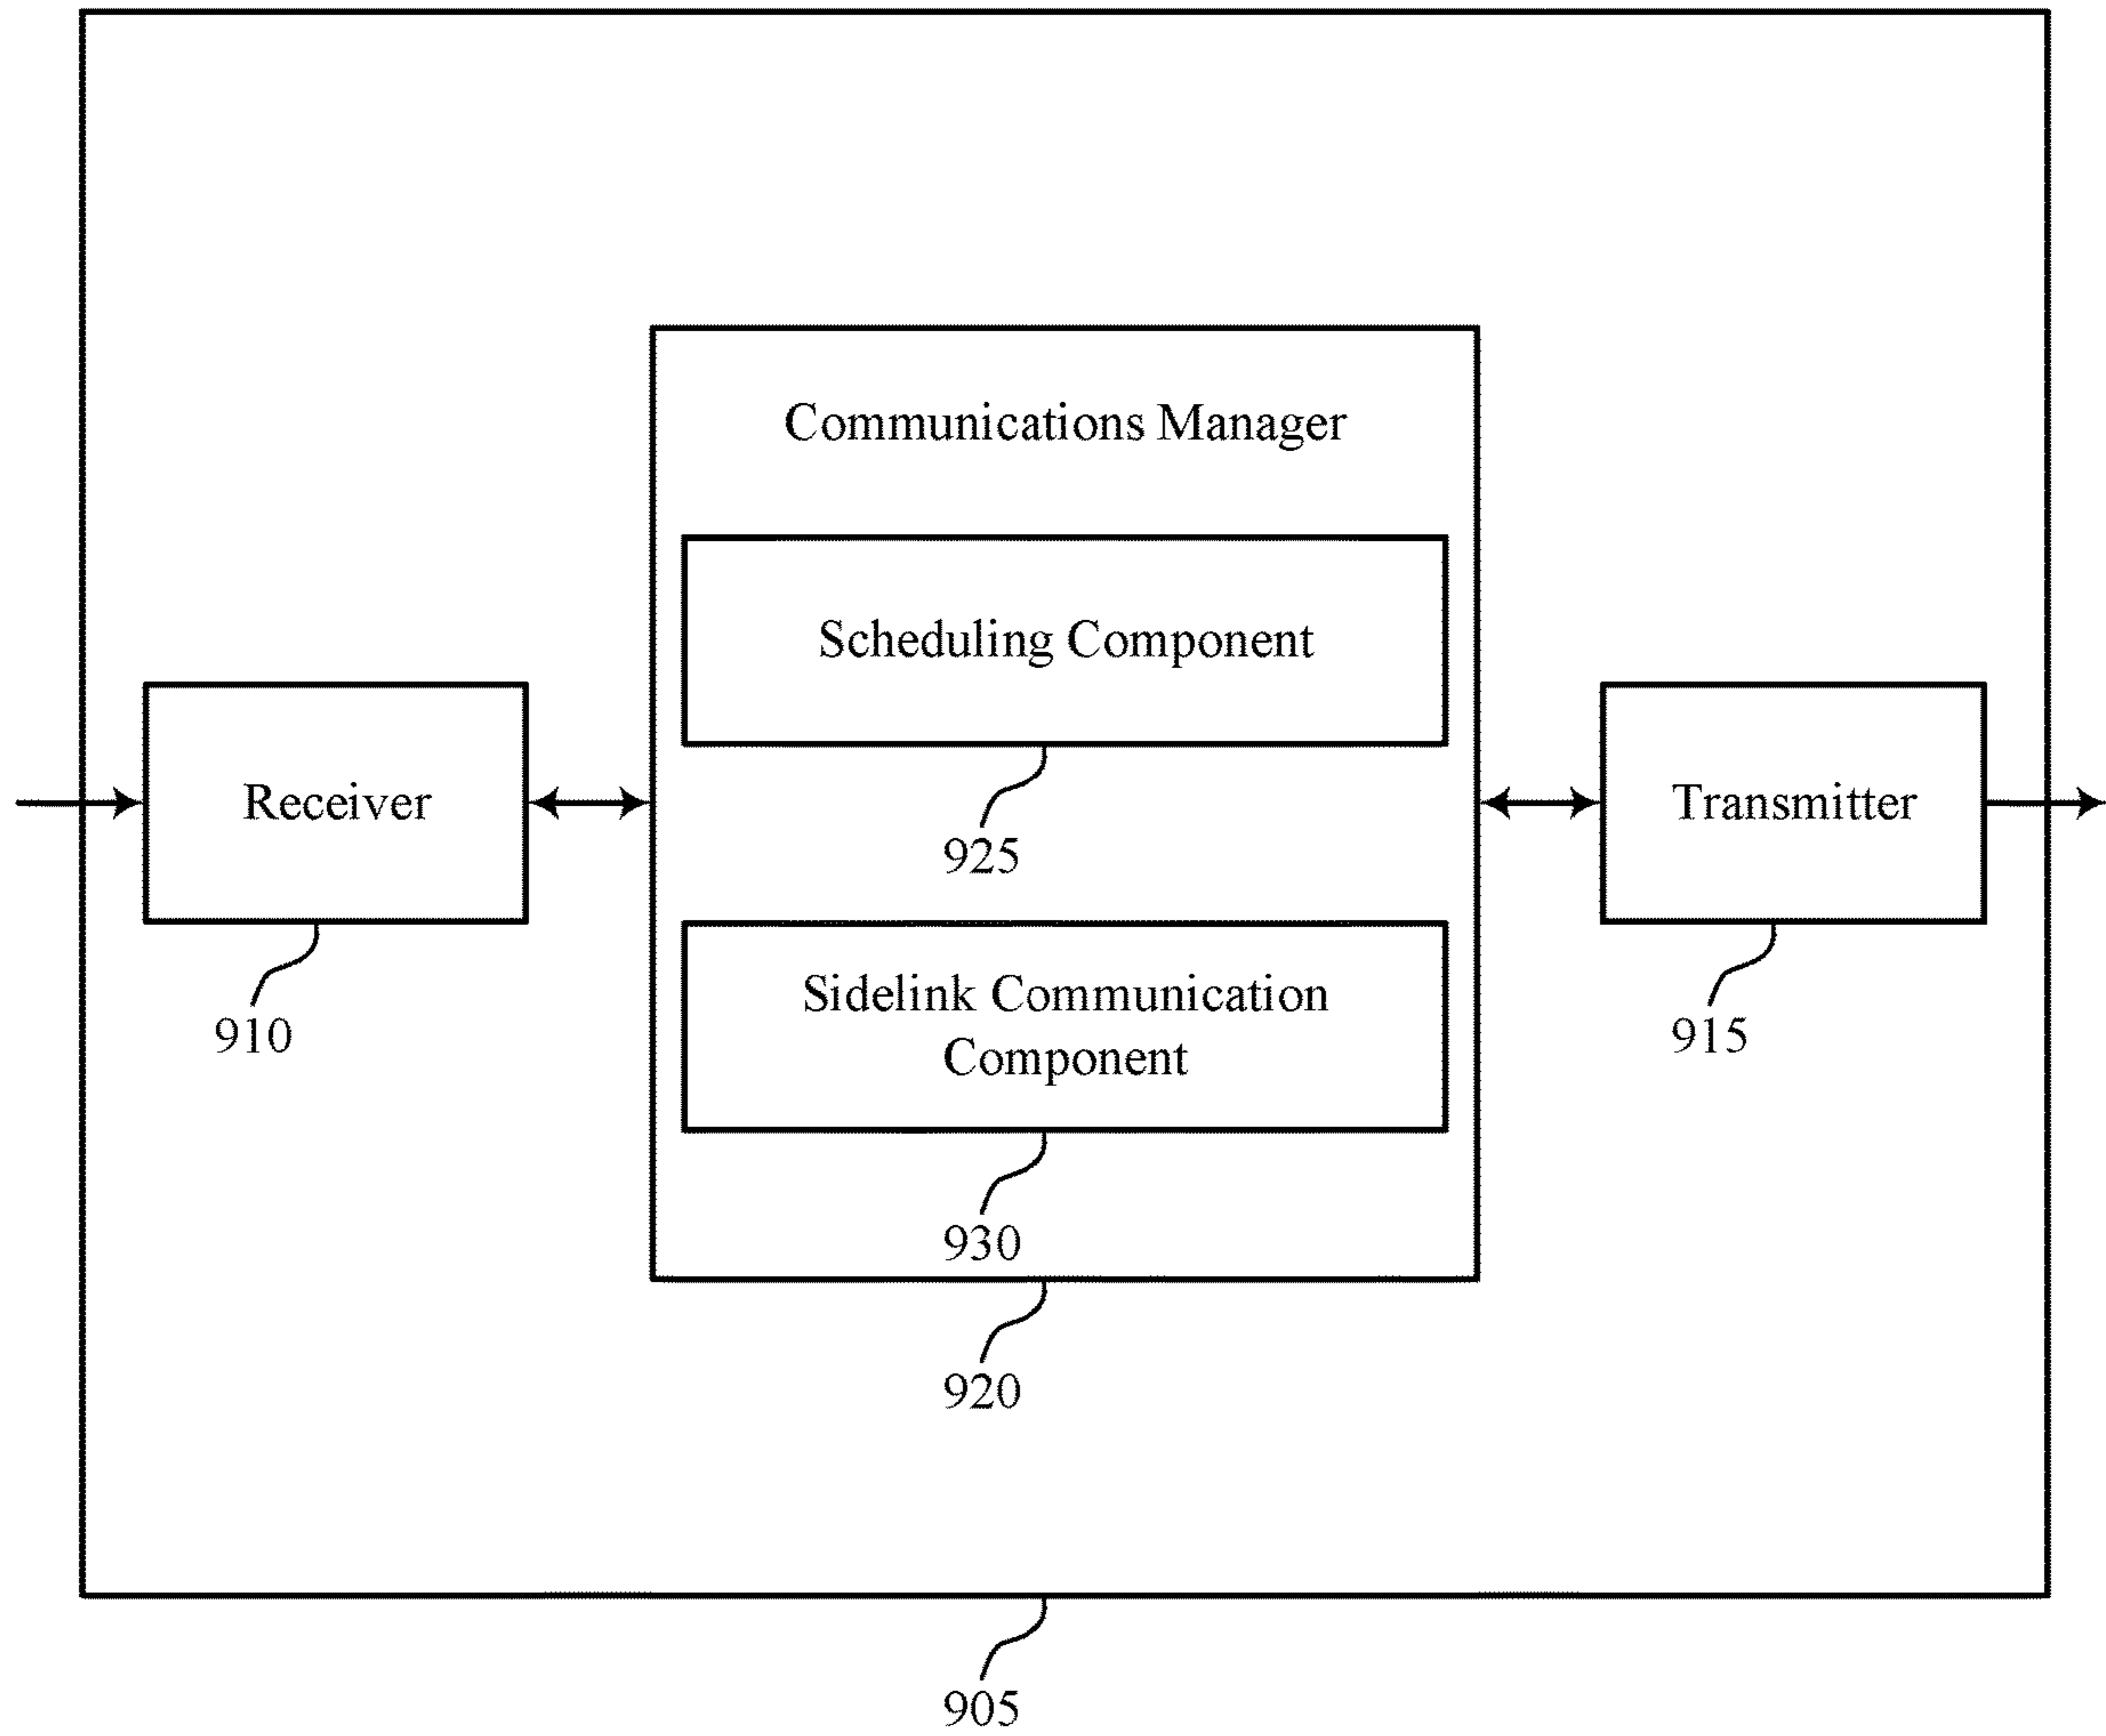 Communications Manager
Scheduling Component
925
Receiver
910
Transmitter
915
Sidelink Communication
Component
930
920
905